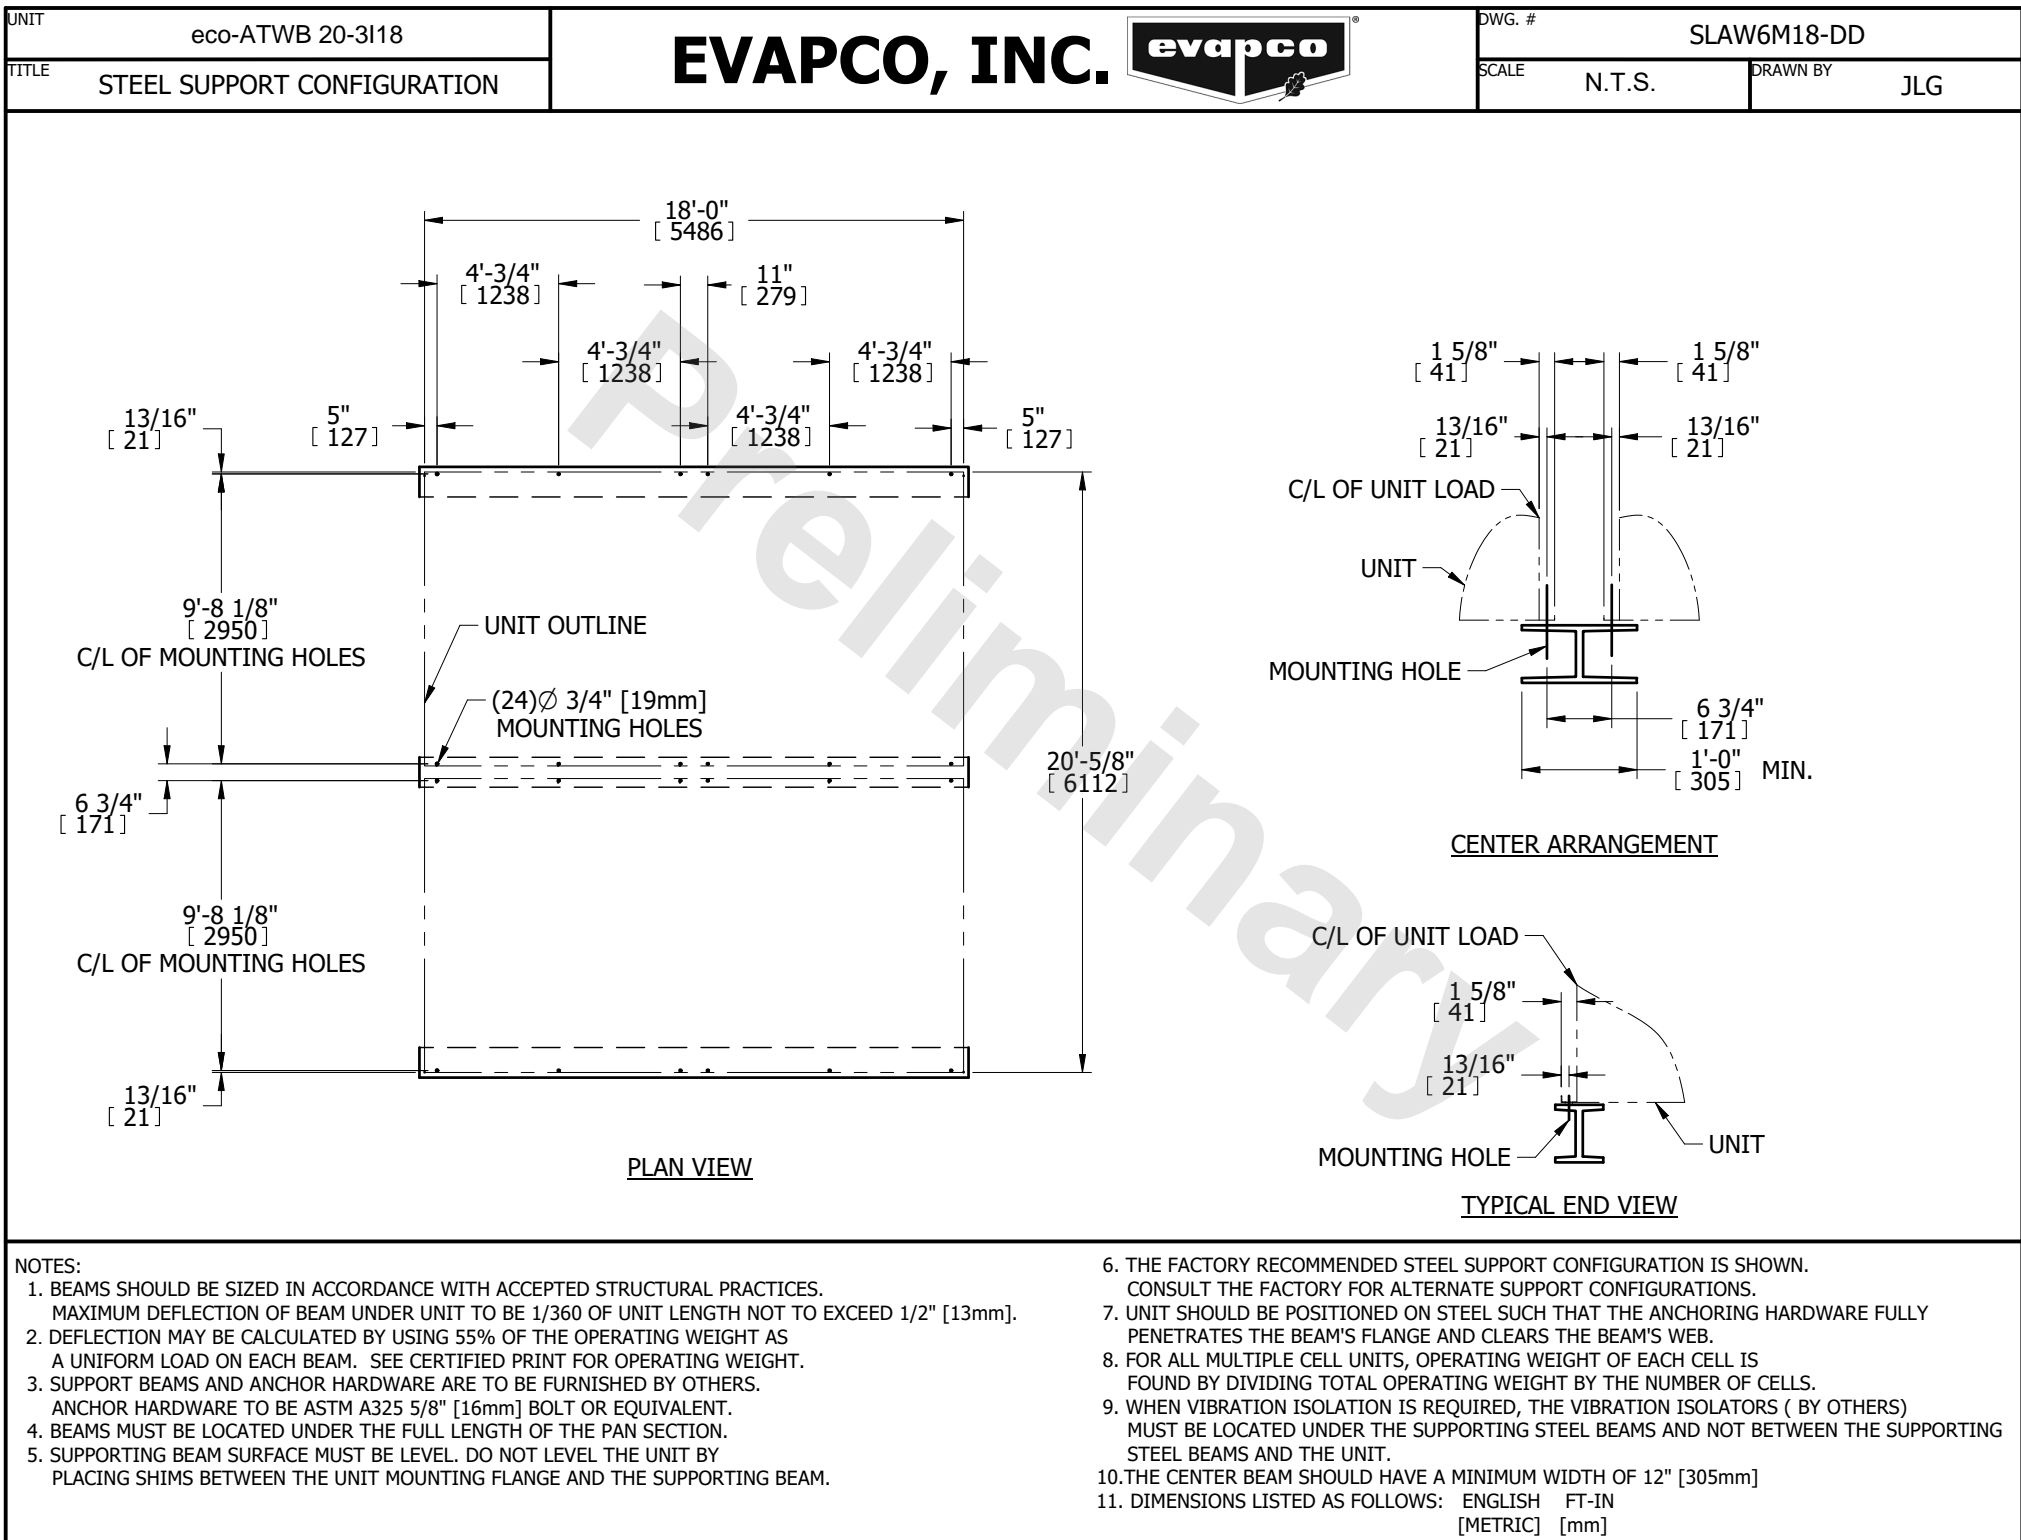 UNIT
eco-ATWB 20-3I18
TITLE
STEEL SUPPORT CONFIGURATION
EVAPCO, INC.
evapco
®
DWG. #
SLAW6M18-DD
SCALE
N.T.S.
DRAWN BY
JLG
18'-0"
[ 5486 ]
4'-3/4"
[ 1238 ]
11"
[ 279 ]
4'-3/4"
[ 1238 ]
4'-3/4"
[ 1238 ]
13/16"
[ 21 ]
5"
[ 127 ]
4'-3/4"
[ 1238 ]
5"
[ 127 ]
9'-8 1/8"
[ 2950 ]
C/L OF MOUNTING HOLES
UNIT OUTLINE
(24)∅ 3/4" [19mm]
MOUNTING HOLES
6 3/4"
[ 171 ]
20'-5/8"
[ 6112 ]
9'-8 1/8"
[ 2950 ]
C/L OF MOUNTING HOLES
13/16"
[ 21 ]
PLAN VIEW
Preliminary
1 5/8"
[ 41 ]
1 5/8"
[ 41 ]
13/16"
[ 21 ]
13/16"
[ 21 ]
C/L OF UNIT LOAD
UNIT
MOUNTING HOLE
6 3/4"
[ 171 ]
1'-0"
[ 305 ]
MIN.
CENTER ARRANGEMENT
C/L OF UNIT LOAD
1 5/8"
[ 41 ]
13/16"
[ 21 ]
MOUNTING HOLE
UNIT
TYPICAL END VIEW
NOTES:
1. BEAMS SHOULD BE SIZED IN ACCORDANCE WITH ACCEPTED STRUCTURAL PRACTICES.
MAXIMUM DEFLECTION OF BEAM UNDER UNIT TO BE 1/360 OF UNIT LENGTH NOT TO EXCEED 1/2" [13mm].
2. DEFLECTION MAY BE CALCULATED BY USING 55% OF THE OPERATING WEIGHT AS
A UNIFORM LOAD ON EACH BEAM. SEE CERTIFIED PRINT FOR OPERATING WEIGHT.
3. SUPPORT BEAMS AND ANCHOR HARDWARE ARE TO BE FURNISHED BY OTHERS.
ANCHOR HARDWARE TO BE ASTM A325 5/8" [16mm] BOLT OR EQUIVALENT.
4. BEAMS MUST BE LOCATED UNDER THE FULL LENGTH OF THE PAN SECTION.
5. SUPPORTING BEAM SURFACE MUST BE LEVEL. DO NOT LEVEL THE UNIT BY
PLACING SHIMS BETWEEN THE UNIT MOUNTING FLANGE AND THE SUPPORTING BEAM.
6. THE FACTORY RECOMMENDED STEEL SUPPORT CONFIGURATION IS SHOWN.
CONSULT THE FACTORY FOR ALTERNATE SUPPORT CONFIGURATIONS.
7. UNIT SHOULD BE POSITIONED ON STEEL SUCH THAT THE ANCHORING HARDWARE FULLY
PENETRATES THE BEAM'S FLANGE AND CLEARS THE BEAM'S WEB.
8. FOR ALL MULTIPLE CELL UNITS, OPERATING WEIGHT OF EACH CELL IS
FOUND BY DIVIDING TOTAL OPERATING WEIGHT BY THE NUMBER OF CELLS.
9. WHEN VIBRATION ISOLATION IS REQUIRED, THE VIBRATION ISOLATORS ( BY OTHERS)
MUST BE LOCATED UNDER THE SUPPORTING STEEL BEAMS AND NOT BETWEEN THE SUPPORTING
STEEL BEAMS AND THE UNIT.
10.THE CENTER BEAM SHOULD HAVE A MINIMUM WIDTH OF 12" [305mm]
11. DIMENSIONS LISTED AS FOLLOWS: ENGLISH FT-IN
[METRIC] [mm]